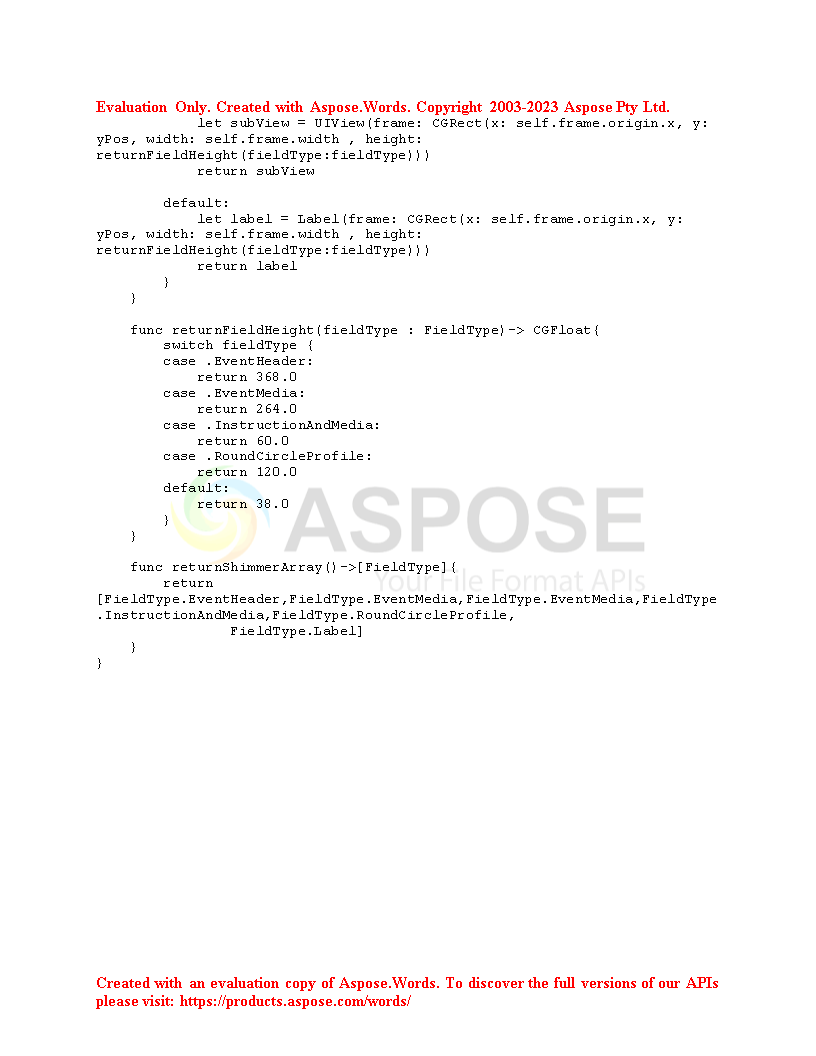 Evaluation Only. Created with Aspose.Words. Copyright 2003-2023 Aspose Pty Ltd.
            let subView = UIView(frame: CGRect(x: self.frame.origin.x, y:
yPos, width: self.frame.width , height:
returnFieldHeight(fieldType:fieldType)))
            return subView

        default:
            let label = Label(frame: CGRect(x: self.frame.origin.x, y:
yPos, width: self.frame.width , height:
returnFieldHeight(fieldType:fieldType)))
            return label
        }
    }

    func returnFieldHeight(fieldType : FieldType)-> CGFloat{
        switch fieldType {
        case .EventHeader:
            return 368.0
        case .EventMedia:
            return 264.0
        case .InstructionAndMedia:
            return 60.0
        case .RoundCircleProfile:
            return 120.0
        default:
            return 38.0
        }
    }
ASPOSE
Your File Format APIs

    func returnShimmerArray()->[FieldType]{
        return
[FieldType.EventHeader,FieldType.EventMedia,FieldType.EventMedia,FieldType
.InstructionAndMedia,FieldType.RoundCircleProfile,
                FieldType.Label]
    }
}
Created with an evaluation copy of Aspose.Words. To discover the full versions of our APIs
please visit: https://products.aspose.com/words/